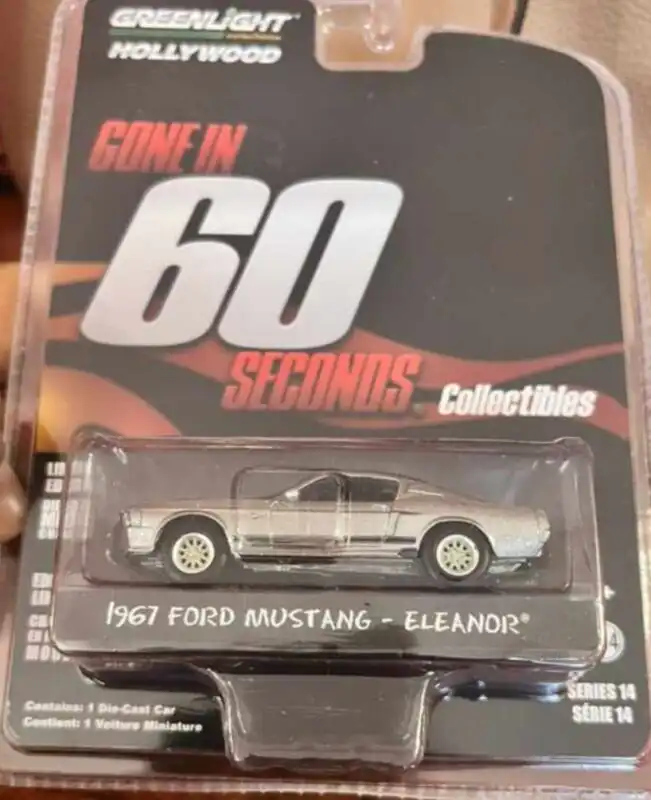 GREENLiGHT
HOLLYWOOD
GONE IN
60
SECONDS
Collectibles
1967 FORD MUSTANG - ELEANOR®
Contains: 1 Die-Cast Car
Contient: 1 Voiture Miniature
SERIES 14
SÉRIE 14